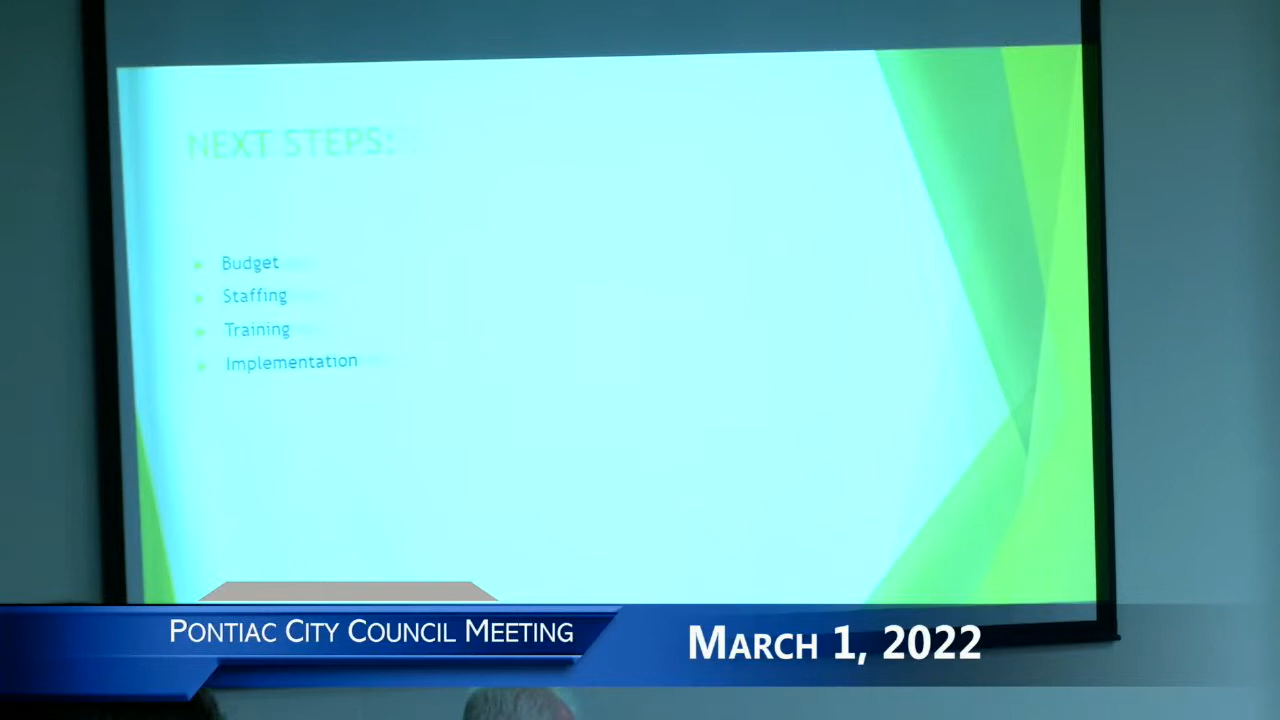 NEXT STEPS:
Budget
Staffing
Training
Implementation
PONTIAC CITY COUNCIL MEETING
MARCH 1, 2022